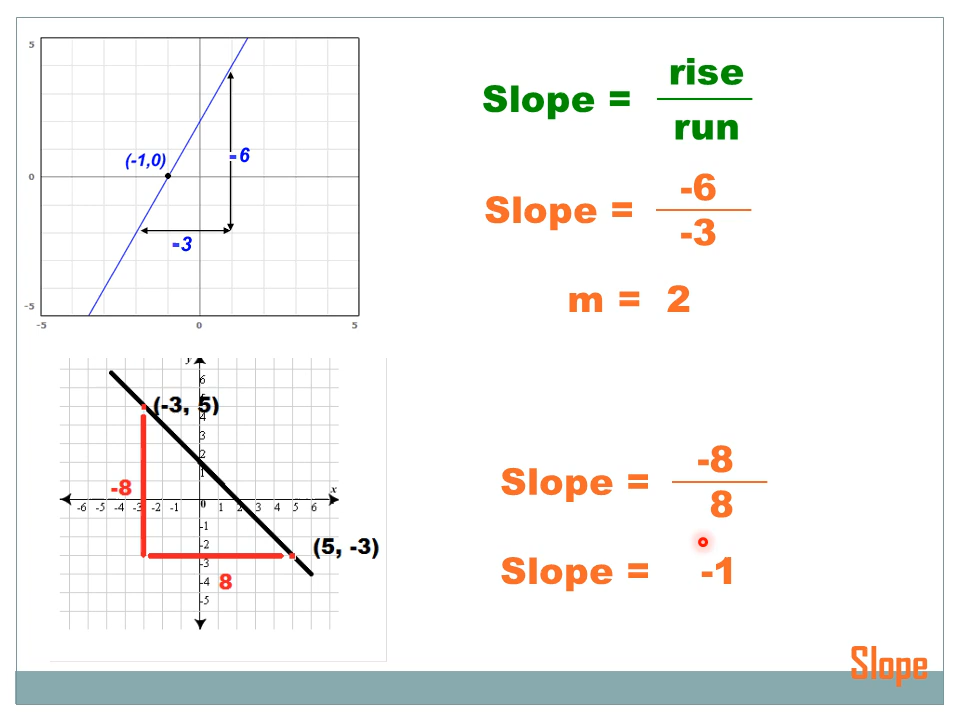 5
(-1,0)
-6
0
-3
-5
-5 0 5
Slope = rise
run
Slope = -6
-3
m = 2
y
6
5
(-3, 5)
4
3
2
1
-8
x
-6 -5 -4 -3 -2 -1 0 1 2 3 4 5 6
-1
-2
(5, -3)
-3
8
-4
-5
Slope = -8
8
Slope = -1
Slope